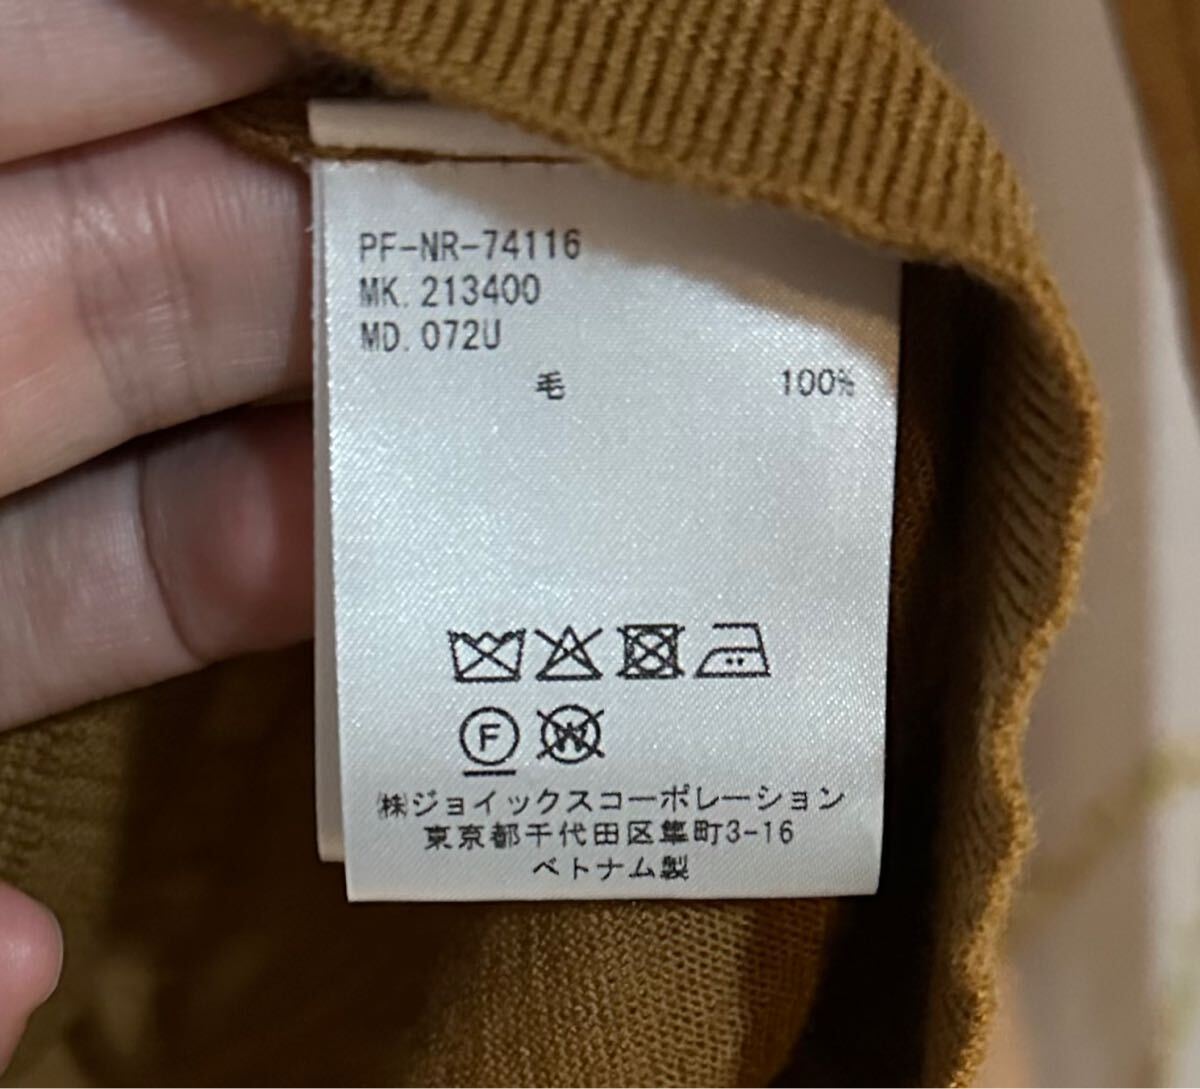 PF-NR-74116
MK. 213400
MD. 072U
毛 100%
F
W
㈱ジョイックスコーポレーション
東京都千代田区隼町3-16
ベトナム製